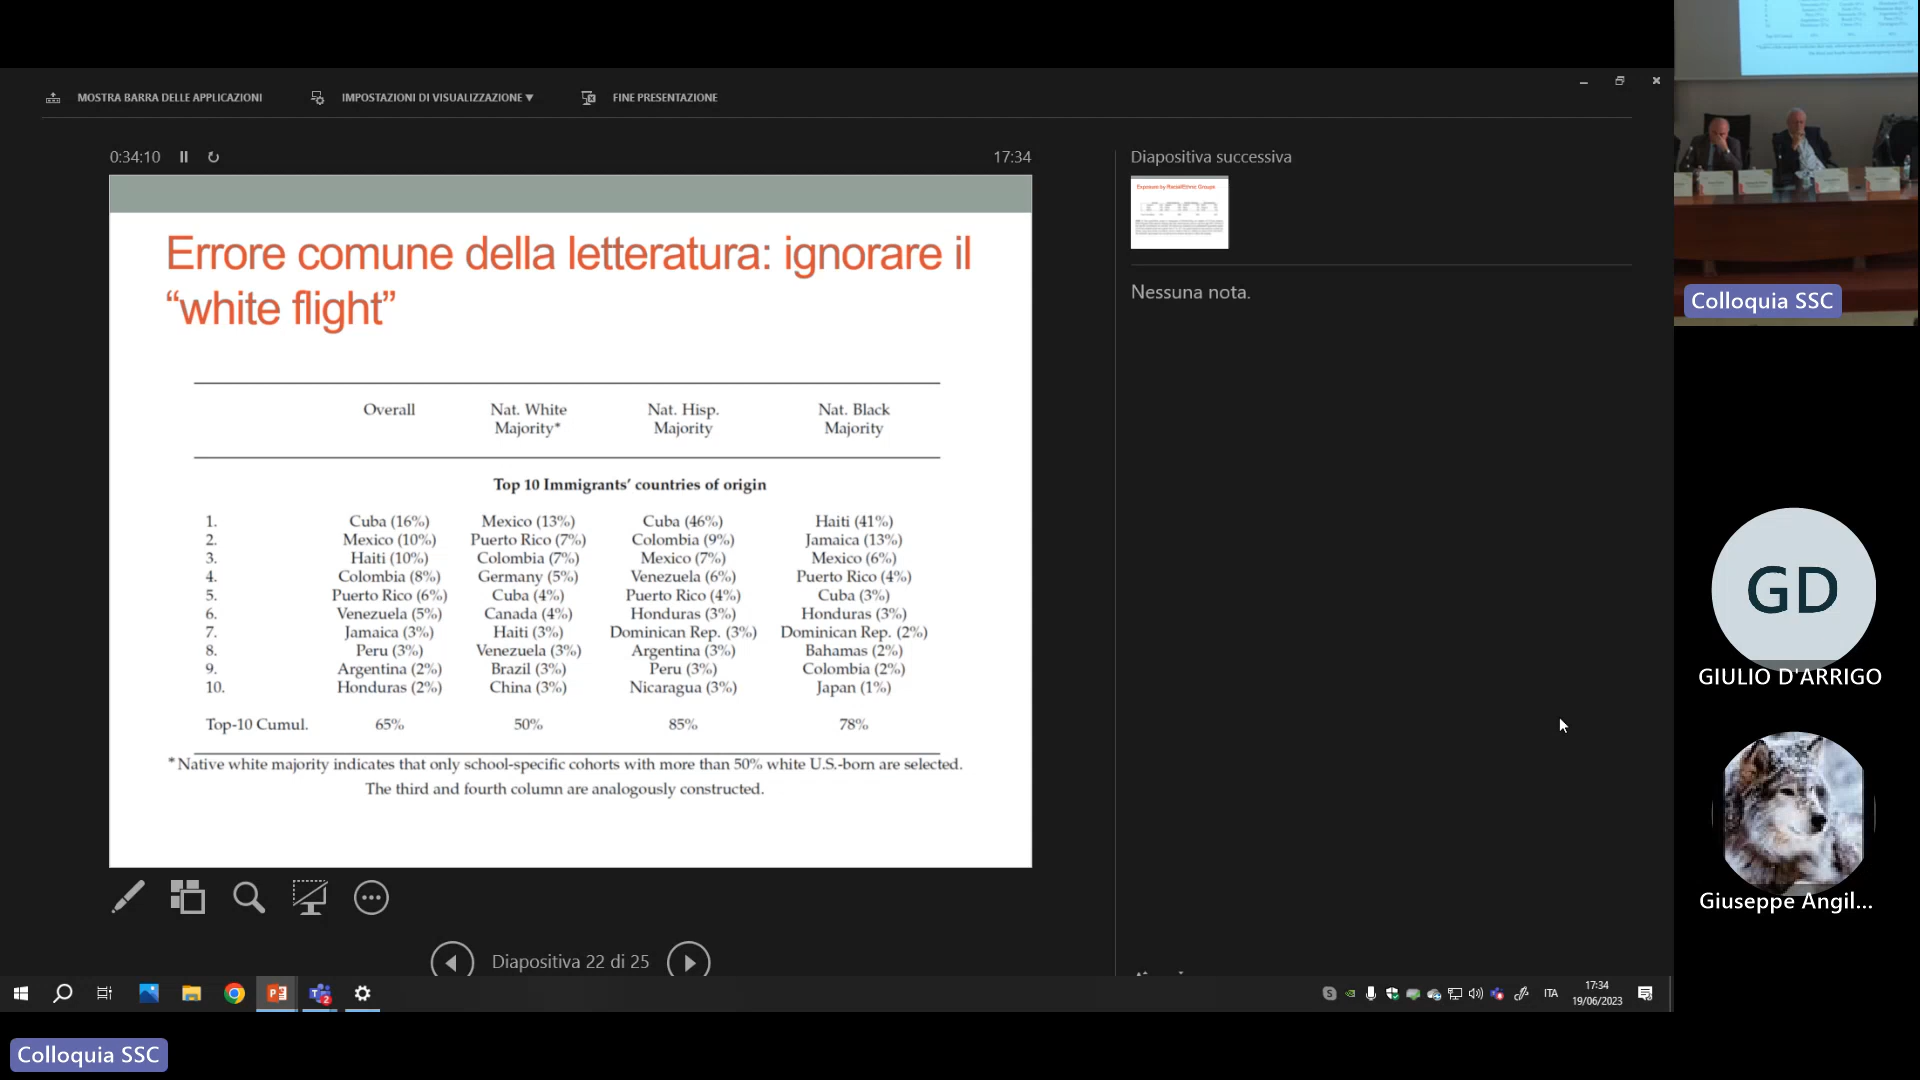 MOSTRA BARRA DELLE APPLICAZIONI
IMPOSTAZIONI DI VISUALIZZAZIONE ▼
FINE PRESENTAZIONE
0:34:10
17:34
Errore comune della letteratura: ignorare il
“white flight”
Overall Nat. White Nat. Hisp. Nat. Black
Majority* Majority Majority
Top 10 Immigrants’ countries of origin
1. Cuba (16%) Mexico (13%) Cuba (46%) Haiti (41%)
2. Mexico (10%) Puerto Rico (7%) Colombia (9%) Jamaica (13%)
3. Haiti (10%) Colombia (7%) Mexico (7%) Mexico (6%)
4. Colombia (8%) Germany (5%) Venezuela (6%) Puerto Rico (4%)
5. Puerto Rico (6%) Cuba (4%) Puerto Rico (4%) Cuba (3%)
6. Venezuela (5%) Canada (4%) Honduras (3%) Honduras (3%)
7. Jamaica (3%) Haiti (3%) Dominican Rep. (3%) Dominican Rep. (2%)
8. Peru (3%) Venezuela (3%) Argentina (3%) Bahamas (2%)
9. Argentina (2%) Brazil (3%) Peru (3%) Colombia (2%)
10. Honduras (2%) China (3%) Nicaragua (3%) Japan (1%)
Top-10 Cumul. 65% 50% 85% 78%
*Native white majority indicates that only school-specific cohorts with more than 50% white U.S.-born are selected.
The third and fourth column are analogously constructed.
Diapositiva 22 di 25
Diapositiva successiva
Exposure by Racial/Ethnic Groups
Nessuna nota.
Colloquia SSC
GD
GIULIO D'ARRIGO
Giuseppe Angil...
ITA
17:34
19/06/2023
Colloquia SSC